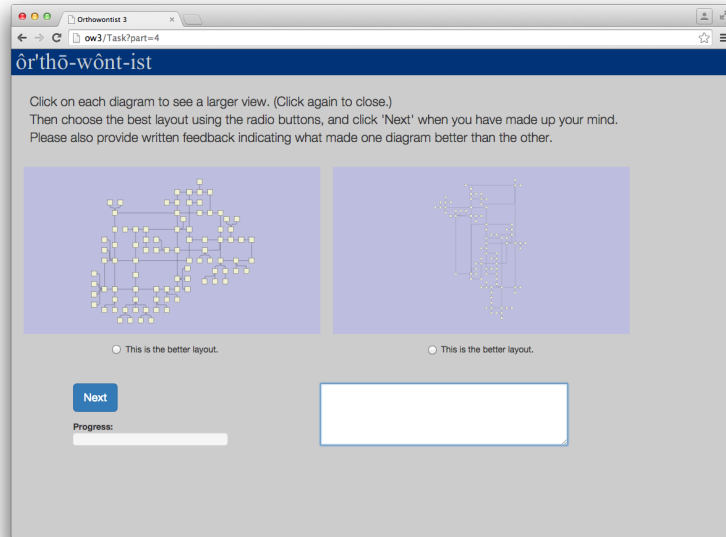 Orthowontist 3
ow3/Task?part=4
ôr'thō-wônt-ist
Click on each diagram to see a larger view. (Click again to close.)
Then choose the best layout using the radio buttons, and click 'Next' when you have made up your mind.
Please also provide written feedback indicating what made one diagram better than the other.
This is the better layout.
This is the better layout.
Next
Progress: